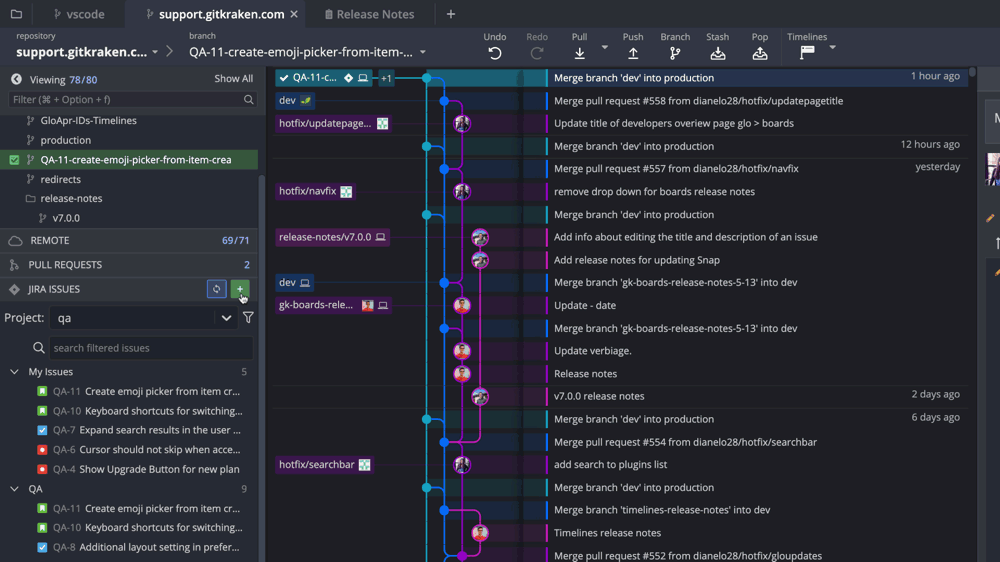 vscode
support.gitkraken.com
Release Notes
repository
support.gitkraken.c...
branch
QA-11-create-emoji-picker-from-item-...
Undo
Redo
Pull
Push
Branch
Stash
Pop
Timelines
Viewing 78/80
Show All
Filter (⌘ + Option + f)
GloApr-IDs-Timelines
production
QA-11-create-emoji-picker-from-item-crea
redirects
release-notes
v7.0.0
REMOTE 69/71
PULL REQUESTS 2
JIRA ISSUES
Project: qa
search filtered issues
My Issues 5
QA-11 Create emoji picker from item cr...
QA-10 Keyboard shortcuts for switching...
QA-7 Expand search results in the user ...
QA-6 Cursor should not skip when acce...
QA-4 Show Upgrade Button for new plan
QA 9
QA-11 Create emoji picker from item cr...
QA-10 Keyboard shortcuts for switching...
QA-8 Additional layout setting in prefer...
QA-11-c... +1 Merge branch 'dev' into production 1 hour ago
dev Merge pull request #558 from dianelo28/hotfix/updatepagetitle
hotfix/updatepage... Update title of developers overiew page glo > boards
Merge branch 'dev' into production 12 hours ago
Merge pull request #557 from dianelo28/hotfix/navfix yesterday
hotfix/navfix remove drop down for boards release notes
Merge branch 'dev' into production
release-notes/v7.0.0 Add info about editing the title and description of an issue
Add release notes for updating Snap
dev Merge branch 'gk-boards-release-notes-5-13' into dev
gk-boards-rele... Update - date
Merge branch 'gk-boards-release-notes-5-13' into dev
Update verbiage.
Release notes
v7.0.0 release notes 2 days ago
Merge branch 'dev' into production 6 days ago
Merge pull request #554 from dianelo28/hotfix/searchbar
hotfix/searchbar add search to plugins list
Merge branch 'dev' into production
Merge branch 'timelines-release-notes' into dev
Timelines release notes
Merge pull request #552 from dianelo28/hotfix/gloupdates